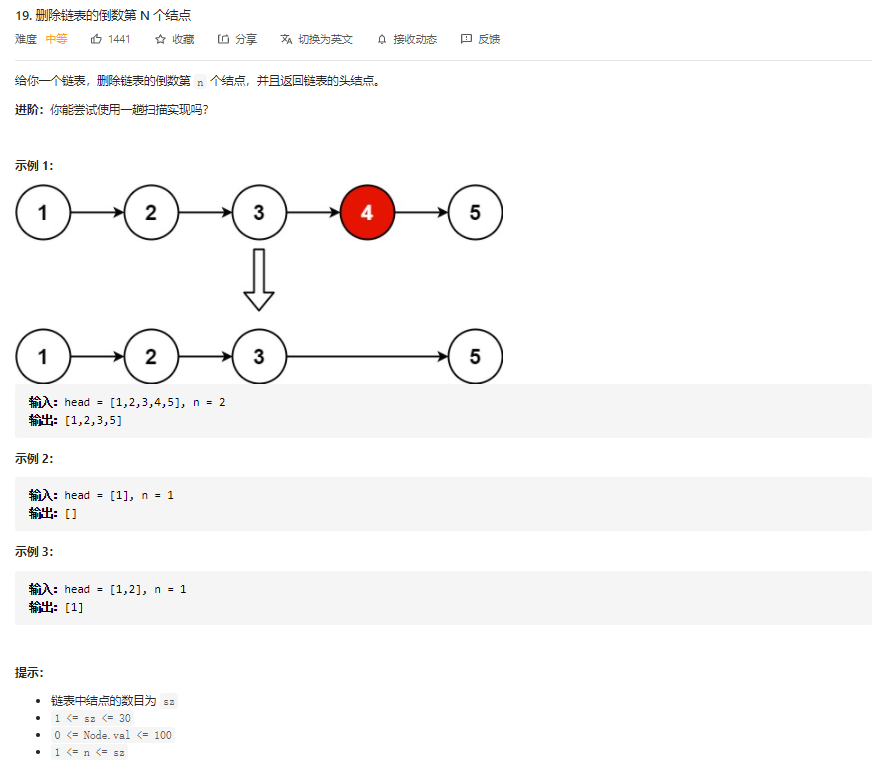 19. 删除链表的倒数第 N 个结点
难度 中等 1441 收藏 分享 切换为英文 接收动态 反馈
给你一个链表，删除链表的倒数第 n 个结点，并且返回链表的头结点。
进阶：你能尝试使用一趟扫描实现吗？
示例 1：
1 2 3 4 5
1 2 3 5
输入：head = [1,2,3,4,5], n = 2
输出：[1,2,3,5]
示例 2：
输入：head = [1], n = 1
输出：[]
示例 3：
输入：head = [1,2], n = 1
输出：[1]
提示：
链表中结点的数目为 sz
1 <= sz <= 30
0 <= Node.val <= 100
1 <= n <= sz